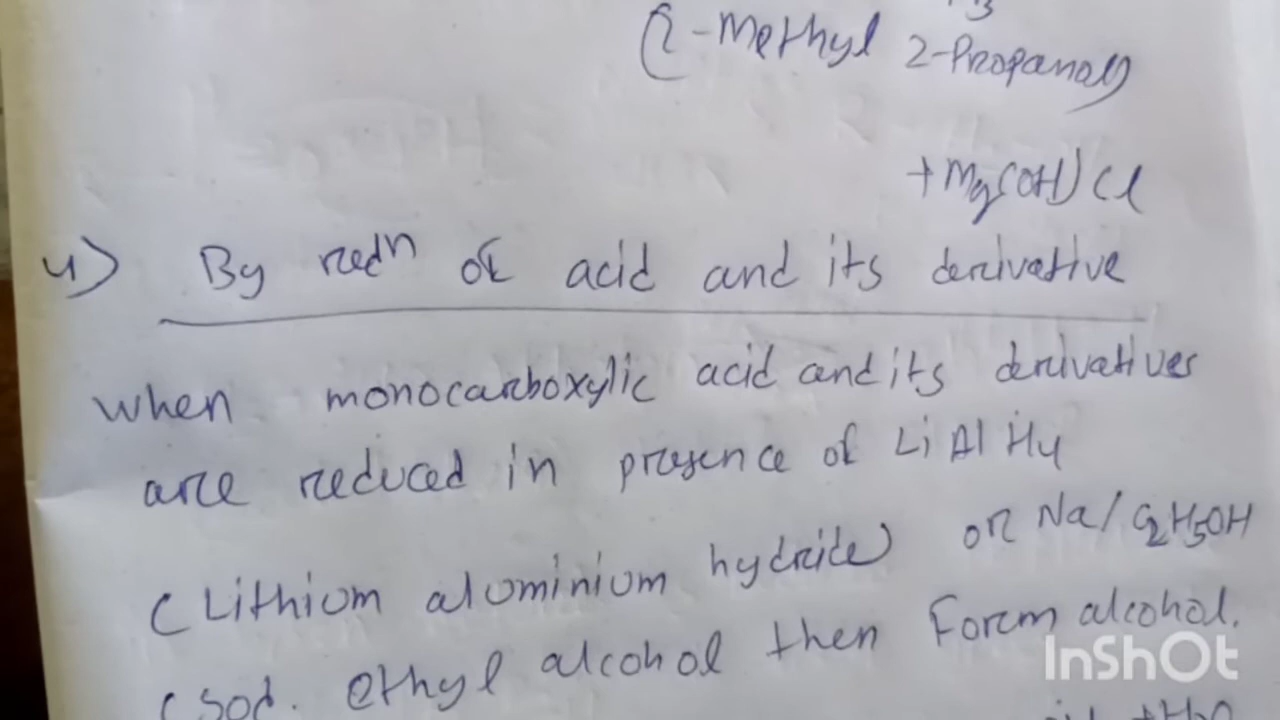 (2-Methyl 2-Propanol)
+Mg(OH)Cl
4) By redn of acid and its derivative
when monocarboxylic acid and its derivatives
are reduced in presence of LiAlH4
(Lithium aluminium hydride) or Na/C2H5OH
(Sod. ethyl alcohol then Form alcohol.
InShOt